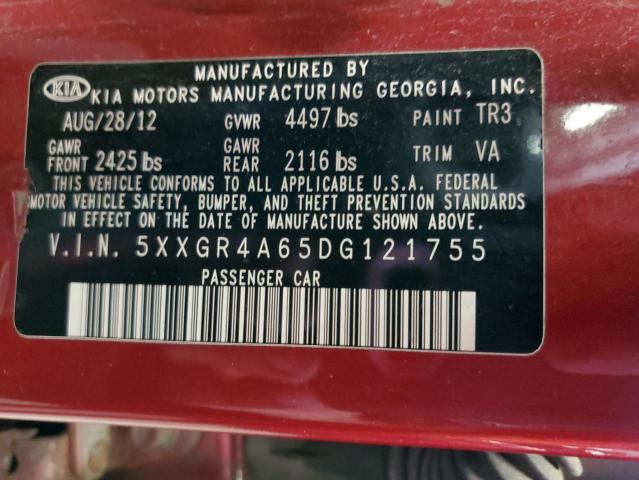 MANUFACTURED BY
KIA KIA MOTORS MANUFACTURING GEORGIA, INC.
AUG/28/12 GVWR 4497 lbs PAINT TR3
GAWR FRONT 2425 lbs GAWR REAR 2116 lbs TRIM VA
THIS VEHICLE CONFORMS TO ALL APPLICABLE U.S.A. FEDERAL
MOTOR VEHICLE SAFETY, BUMPER, AND THEFT PREVENTION STANDARDS
IN EFFECT ON THE DATE OF MANUFACTURE SHOWN ABOVE.
V.I.N. 5XXGR4A65DG121755
PASSENGER CAR